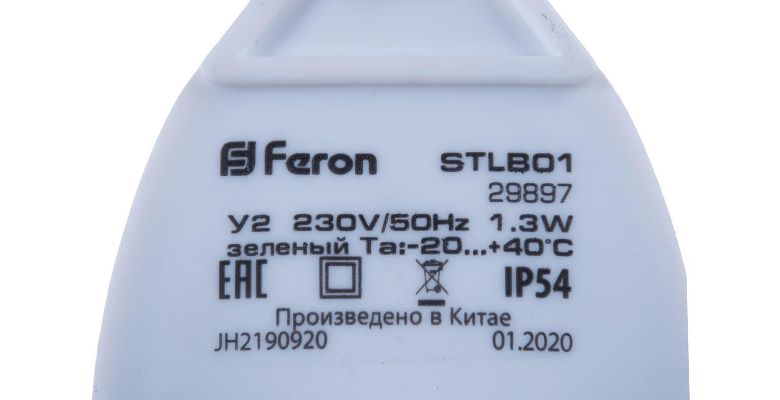 Feron STLB01
29897
У2 230V/50Hz 1.3W
зеленый Ta:-20...+40°C
EAC IP54
Произведено в Китае
JH2190920 01.2020